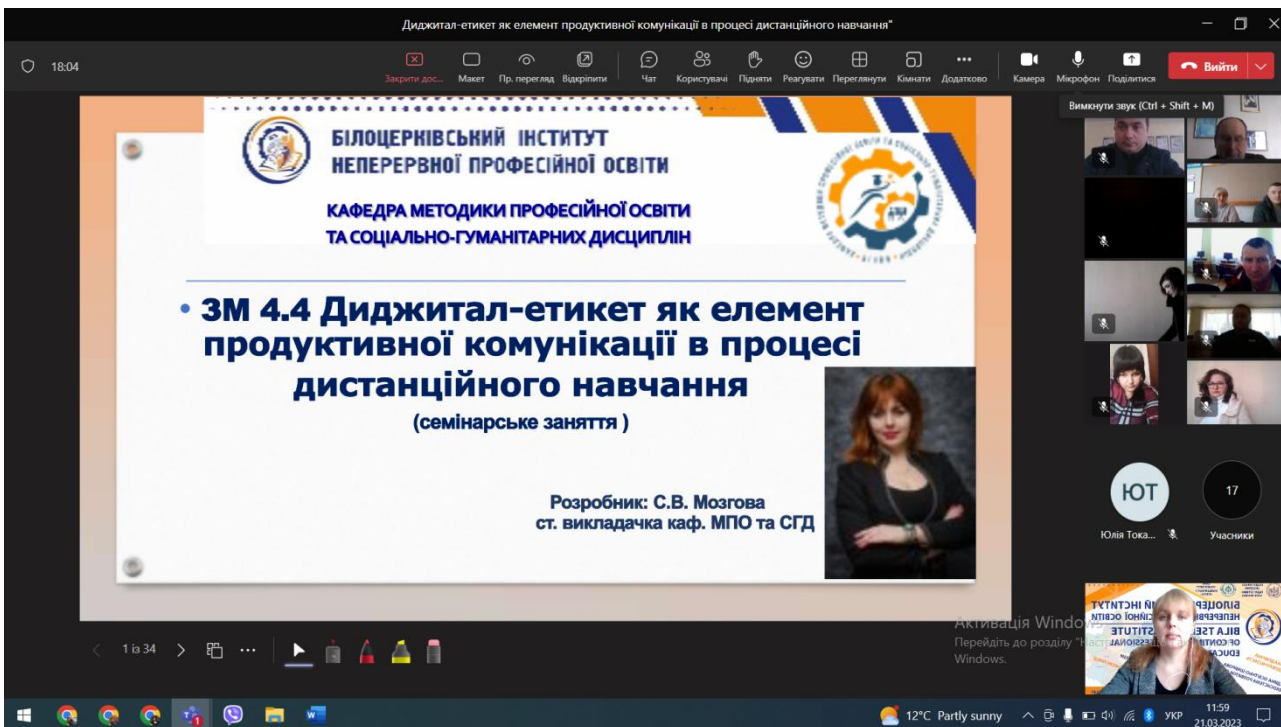 Диджитал-етикет як елемент продуктивної комунікації в процесі дистанційного навчання"
18:04
Закрити дос...
Макет
Пр. перегляд
Відкріпити
Чат
Користувачі
Підняти
Реагувати
Переглянути
Кімнати
Додатково
Камера
Мікрофон
Поділитися
Вийти
Вимкнути звук (Ctrl + Shift + M)
БІЛОЦЕРКІВСЬКИЙ ІНСТИТУТ
НЕПЕРЕРВНОЇ ПРОФЕСІЙНОЇ ОСВІТИ
КАФЕДРА МЕТОДИКИ ПРОФЕСІЙНОЇ ОСВІТИ
ТА СОЦІАЛЬНО-ГУМАНІТАРНИХ ДИСЦИПЛІН
• ЗМ 4.4 Диджитал-етикет як елемент
продуктивної комунікації в процесі
дистанційного навчання
(семінарське заняття )
Розробник: С.В. Мозгова
ст. викладачка каф. МПО та СГД
ЮТ
17
Юлія Тока...
Учасники
Активація Windows
Перейдіть до розділу
Windows.
1 із 34
12°C Partly sunny
УКР
11:59
21.03.2023